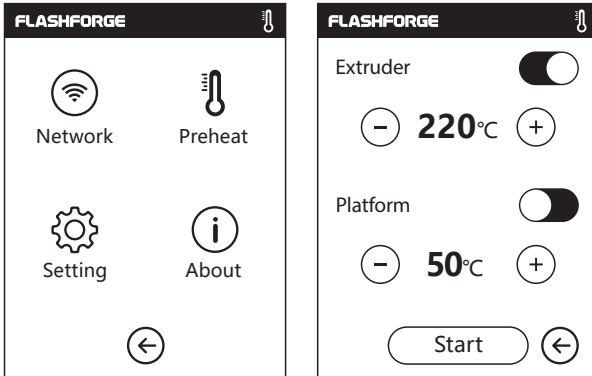 FLASHFORGE
Network
Preheat
Setting
About
FLASHFORGE
Extruder
220℃
Platform
50℃
Start